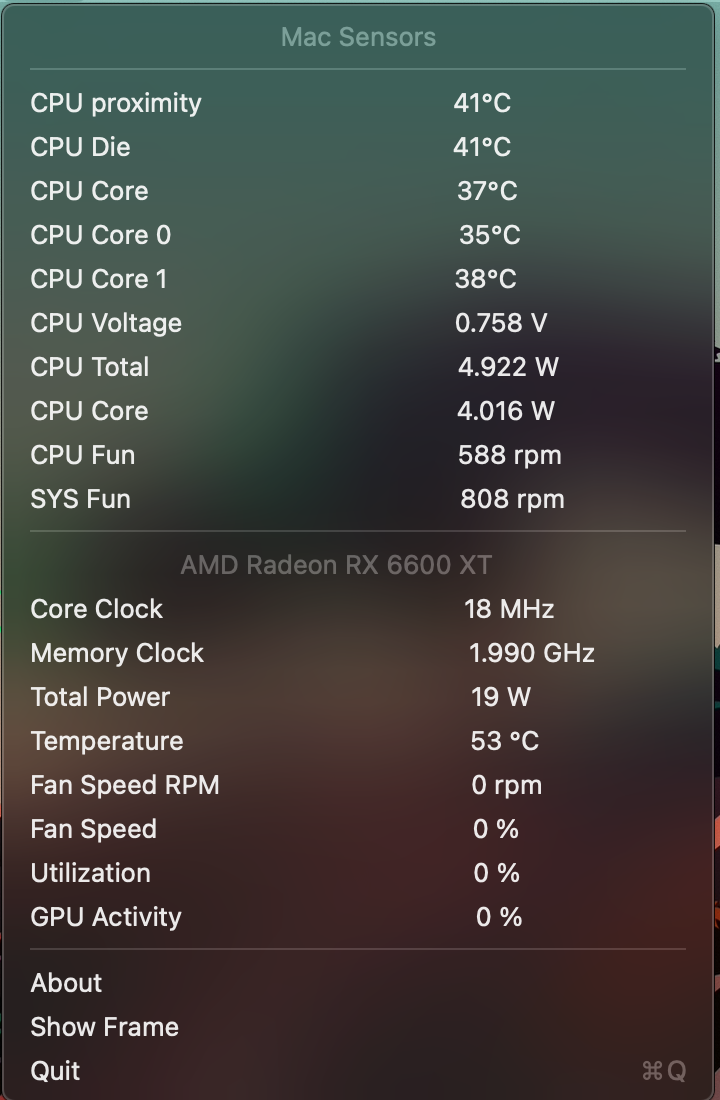 Mac Sensors
CPU proximity 41°C
CPU Die 41°C
CPU Core 37°C
CPU Core 0 35°C
CPU Core 1 38°C
CPU Voltage 0.758 V
CPU Total 4.922 W
CPU Core 4.016 W
CPU Fun 588 rpm
SYS Fun 808 rpm
AMD Radeon RX 6600 XT
Core Clock 18 MHz
Memory Clock 1.990 GHz
Total Power 19 W
Temperature 53 °C
Fan Speed RPM 0 rpm
Fan Speed 0 %
Utilization 0 %
GPU Activity 0 %
About
Show Frame
Quit ⌘Q